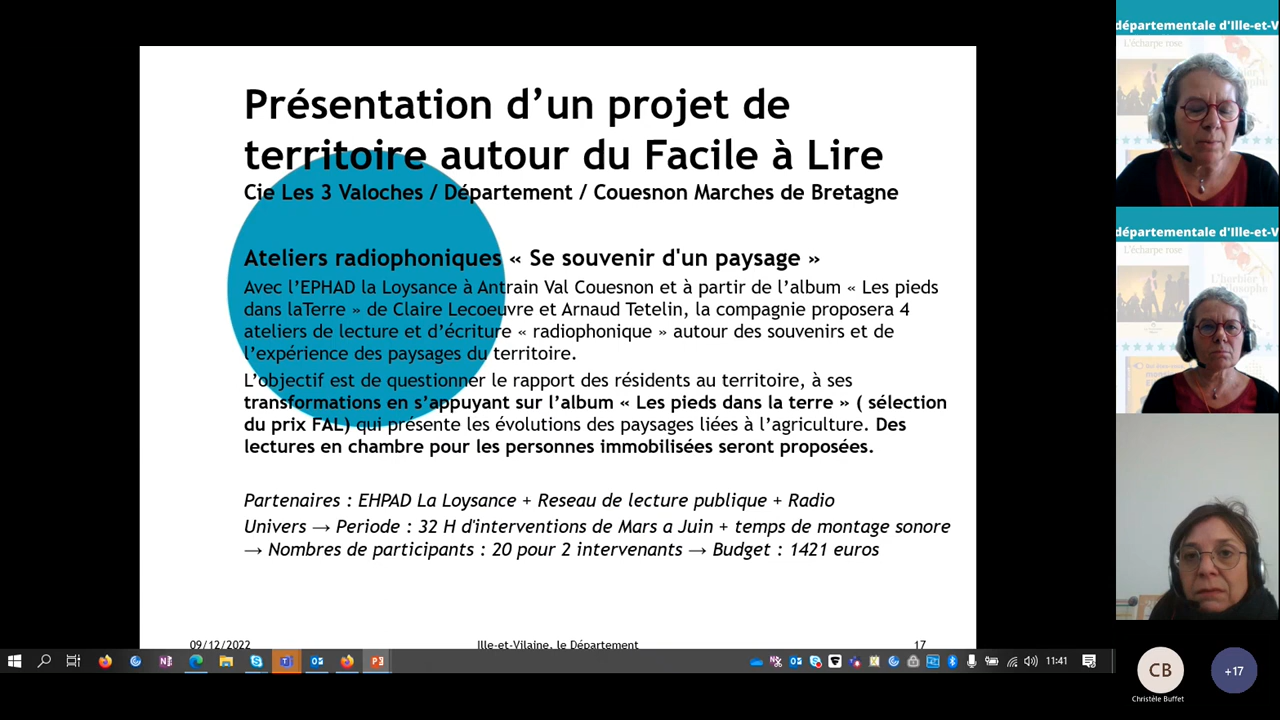 Présentation d’un projet de
territoire autour du Facile à Lire
Cie Les 3 Valoches / Département / Couesnon Marches de Bretagne
Ateliers radiophoniques « Se souvenir d'un paysage »
Avec l’EPHAD la Loysance à Antrain Val Couesnon et à partir de l’album « Les pieds
dans laTerre » de Claire Lecoeuvre et Arnaud Tetelin, la compagnie proposera 4
ateliers de lecture et d’écriture « radiophonique » autour des souvenirs et de
l’expérience des paysages du territoire.
L’objectif est de questionner le rapport des résidents au territoire, à ses
transformations en s’appuyant sur l’album « Les pieds dans la terre » ( sélection
du prix FAL) qui présente les évolutions des paysages liées à l’agriculture. Des
lectures en chambre pour les personnes immobilisées seront proposées.
Partenaires : EHPAD La Loysance + Reseau de lecture publique + Radio
Univers → Periode : 32 H d'interventions de Mars a Juin + temps de montage sonore
→ Nombres de participants : 20 pour 2 intervenants → Budget : 1421 euros
09/12/2022
Ille-et-Vilaine, le Département
17
11:41
départementale d'Ille-et-V
L'écharpe rose
départementale d'Ille-et-V
L'écharpe rose
L'herbier
CB
Christèle Buffet
+17